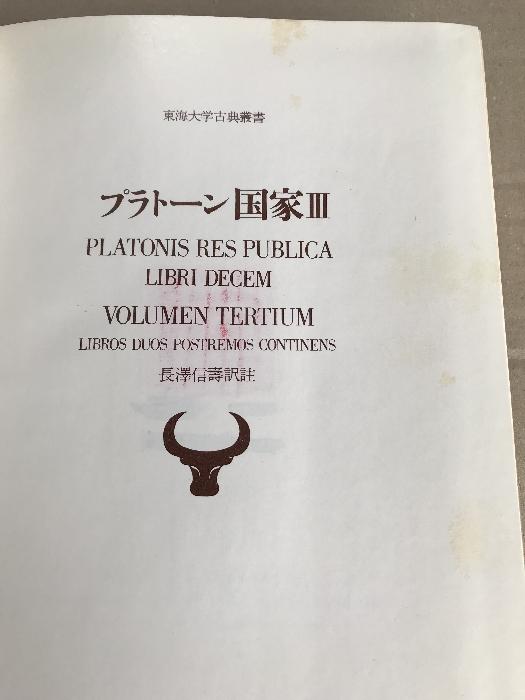 東海大学古典叢書
プラトーン国家Ⅲ
PLATONIS RES PUBLICA
LIBRI DECEM
VOLUMEN TERTIUM
LIBROS DUOS POSTREMOS CONTINENS
長澤信壽訳註